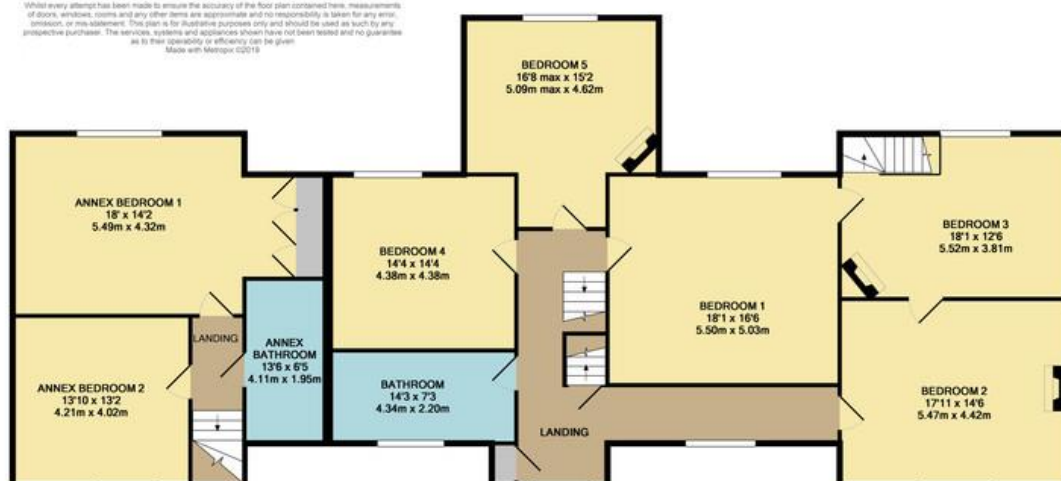 Whilst every attempt has been made to ensure the accuracy of the floor plan contained here, measurements
of doors, windows, rooms and any other items are approximate and no responsibility is taken for any error,
omission, or mis-statement. This plan is for illustrative purposes only and should be used as such by any
prospective purchaser. The services, systems and appliances shown have not been tested and no guarantee
as to their operability or efficiency can be given
Made with Metropix ©2019
BEDROOM 5
16'8 max x 15'2
5.09m max x 4.62m
ANNEX BEDROOM 1
18' x 14'2
5.49m x 4.32m
BEDROOM 4
14'4 x 14'4
4.38m x 4.38m
BEDROOM 3
18'1 x 12'6
5.52m x 3.81m
BEDROOM 1
18'1 x 16'6
5.50m x 5.03m
LANDING
ANNEX
BATHROOM
13'6 x 6'5
4.11m x 1.95m
ANNEX BEDROOM 2
13'10 x 13'2
4.21m x 4.02m
BATHROOM
14'3 x 7'3
4.34m x 2.20m
BEDROOM 2
17'11 x 14'6
5.47m x 4.42m
LANDING